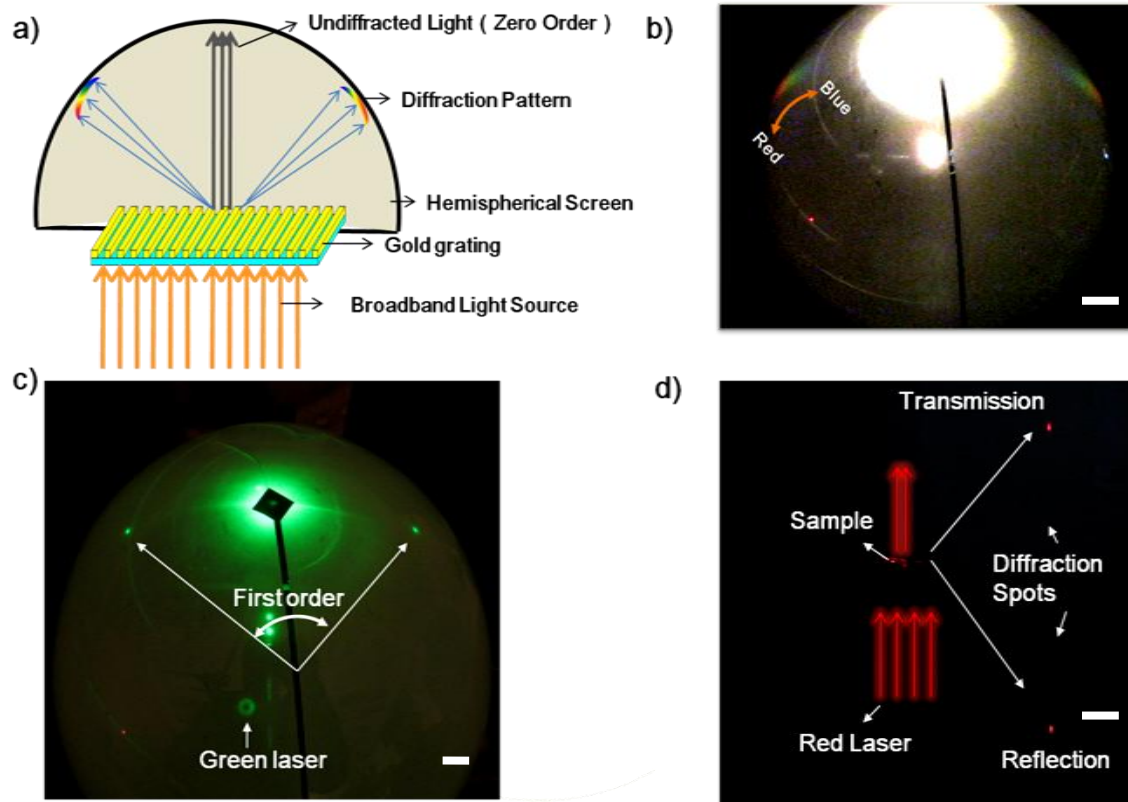 a)
Undiffracted Light ( Zero Order )
Diffraction Pattern
Hemispherical Screen
Gold grating
Broadband Light Source
b)
Blue
Red
c)
First order
Green laser
d)
Transmission
Sample
Diffraction
Spots
Red Laser
Reflection